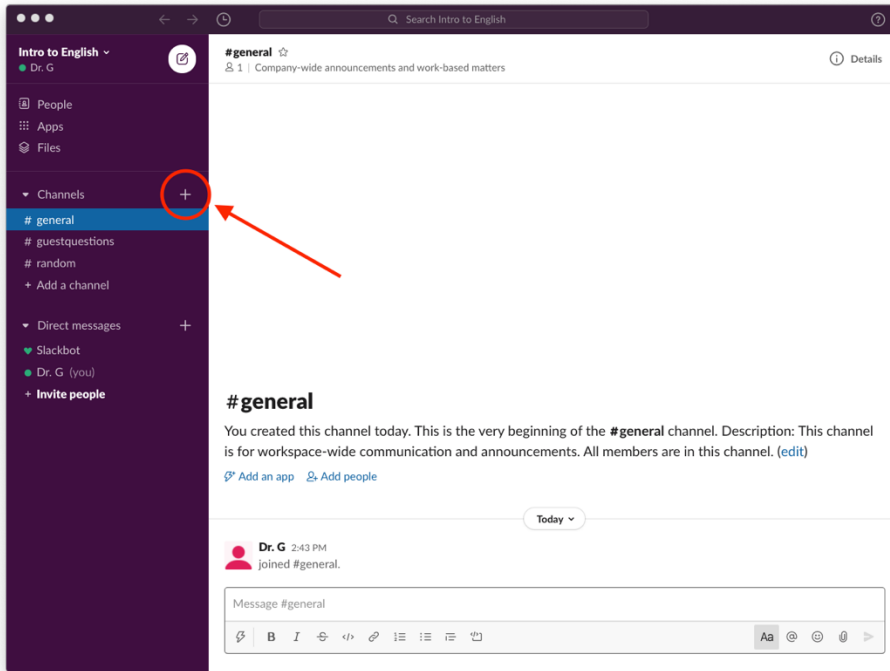 Search Intro to English
Intro to English
Dr. G
#general
1 | Company-wide announcements and work-based matters
Details
People
Apps
Files
Channels
# general
# guestquestions
# random
+ Add a channel
Direct messages
Slackbot
Dr. G (you)
+ Invite people
#general
You created this channel today. This is the very beginning of the #general channel. Description: This channel
is for workspace-wide communication and announcements. All members are in this channel. (edit)
Add an app Add people
Today
Dr. G 2:43 PM
joined #general.
Message #general
B I S </> Aa @